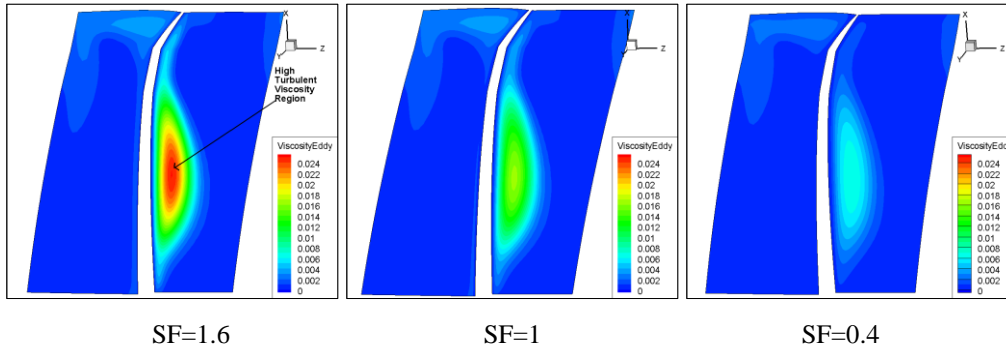 X
Y
Z
High
Turbulent
Viscosity
Region
ViscosityEddy
0.024
0.022
0.02
0.018
0.016
0.014
0.012
0.01
0.008
0.006
0.004
0.002
0
X
Y
Z
ViscosityEddy
0.024
0.022
0.02
0.018
0.016
0.014
0.012
0.01
0.008
0.006
0.004
0.002
0
X
Y
Z
ViscosityEddy
0.024
0.022
0.02
0.018
0.016
0.014
0.012
0.01
0.008
0.006
0.004
0.002
0
SF=1.6
SF=1
SF=0.4